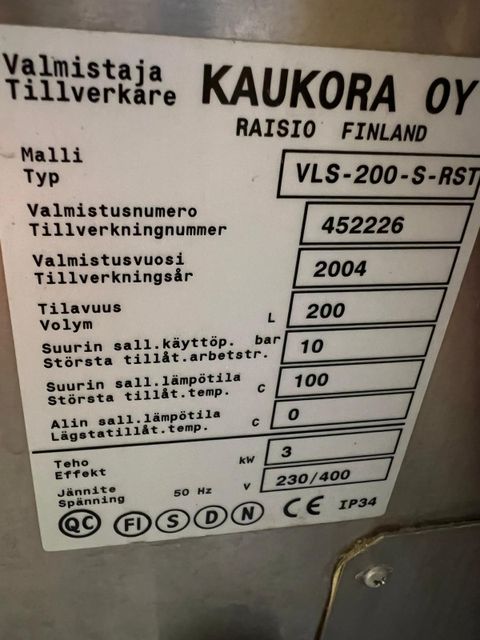 Valmistaja
Tillverkare
KAUKORA OY
RAISIO FINLAND
Malli
Typ
VLS-200-S-RST
Valmistusnumero
Tillverkningnummer
452226
Valmistusvuosi
Tillverkningsår
2004
Tilavuus
Volym
L
200
Suurin sall.käyttöp. bar
Största tillåt.arbetstr.
10
Suurin sall.lämpötila
Största tillåt.temp.
C
100
Alin sall.lämpötila
Lägstatillåt.temp.
C
0
Teho
Effekt
kW
3
Jännite
Spänning
50 Hz
V
230/400
QC FI S D N CE IP34